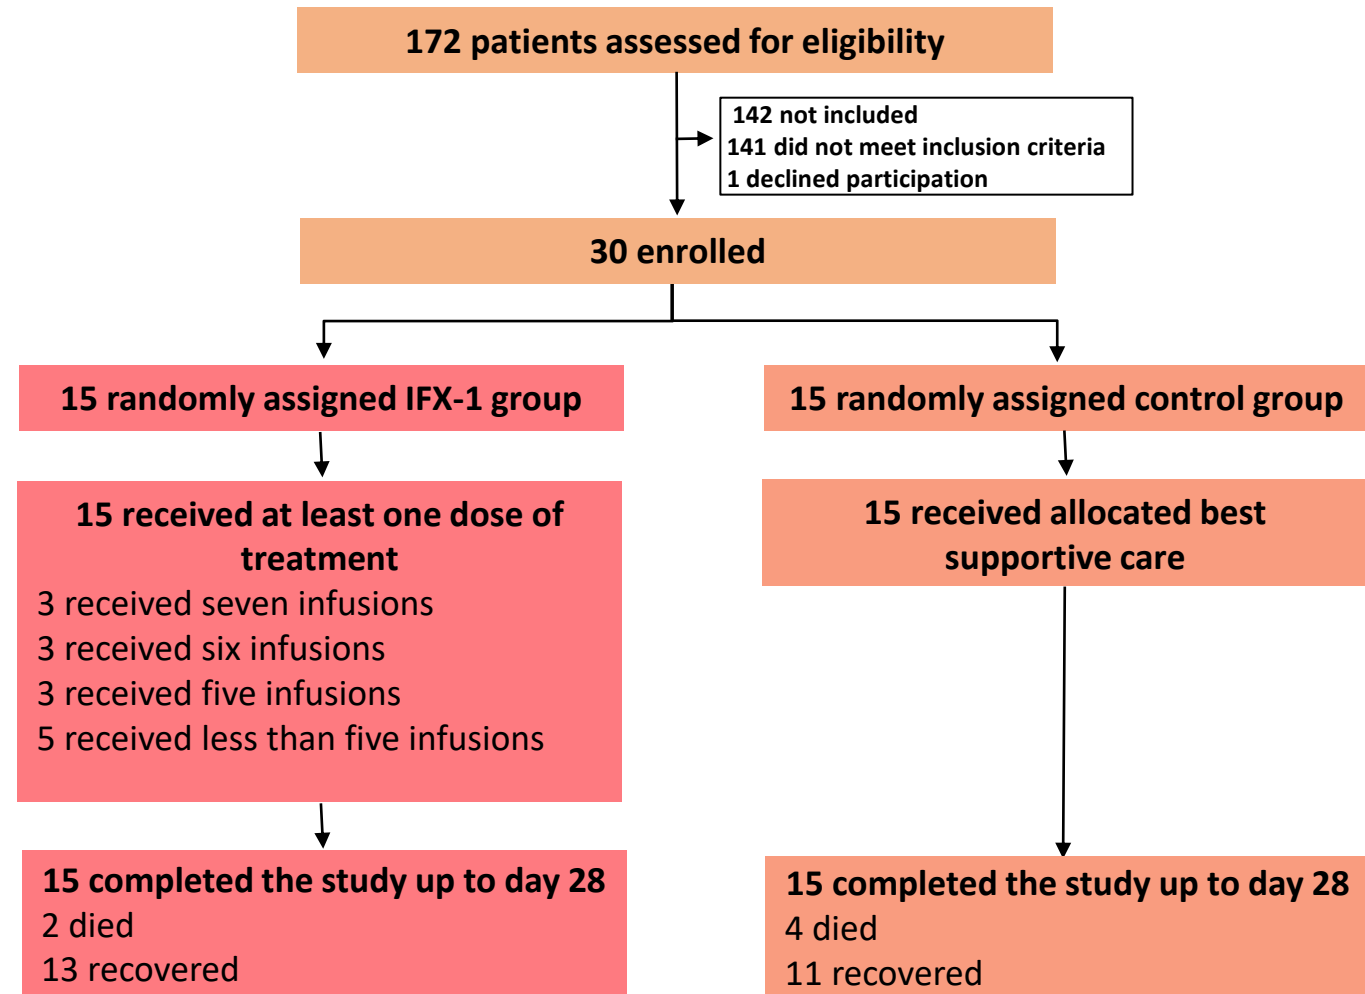 172 patients assessed for eligibility
142 not included
141 did not meet inclusion criteria
1 declined participation
30 enrolled
15 randomly assigned IFX-1 group
15 received at least one dose of
treatment
3 received seven infusions
3 received six infusions
3 received five infusions
5 received less than five infusions
15 completed the study up to day 28
2 died
13 recovered
15 randomly assigned control group
15 received allocated best
supportive care
15 completed the study up to day 28
4 died
11 recovered